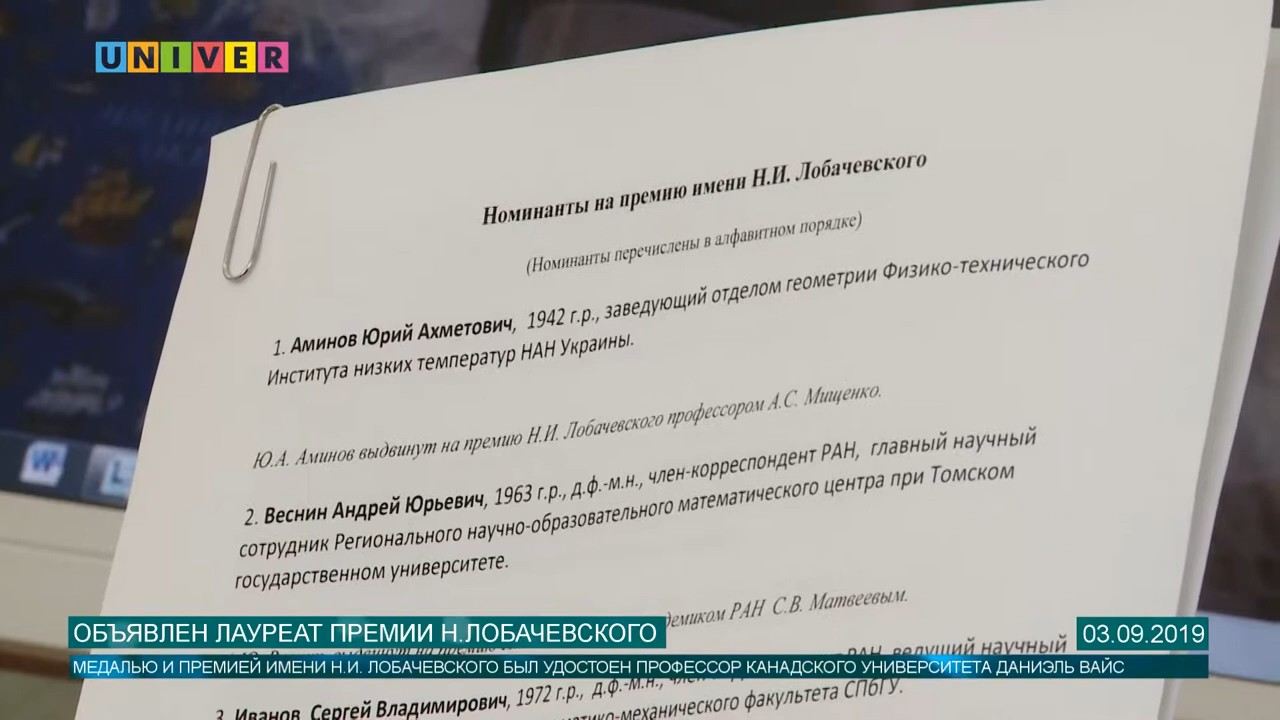 UNIVER
Номинанты на премию имени Н.И. Лобачевского
(Номинанты перечислены в алфавитном порядке)
1. Аминов Юрий Ахметович, 1942 г.р., заведующий отделом геометрии Физико-технического
Института низких температур НАН Украины.
Ю.А. Аминов выдвинут на премию Н.И. Лобачевского профессором А.С. Мищенко.
2. Веснин Андрей Юрьевич, 1963 г.р., д.ф.-м.н., член-корреспондент РАН, главный научный
сотрудник Регионального научно-образовательного математического центра при Томском
государственном университете.
РАН С.В. Матвеевым.
ОБЪЯВЛЕН ЛАУРЕАТ ПРЕМИИ Н.ЛОБАЧЕВСКОГО
03.09.2019
РАН, ведущий научный
МЕДАЛЬЮ И ПРЕМИЕЙ ИМЕНИ Н.И. ЛОБАЧЕВСКОГО БЫЛ УДОСТОЕН ПРОФЕССОР КАНАДСКОГО УНИВЕРСИТЕТА ДАНИЭЛЬ ВАЙС
3. Иванов Сергей Владимирович, 1972 г.р., д.ф.-м.н.,
факультета СПбГУ.